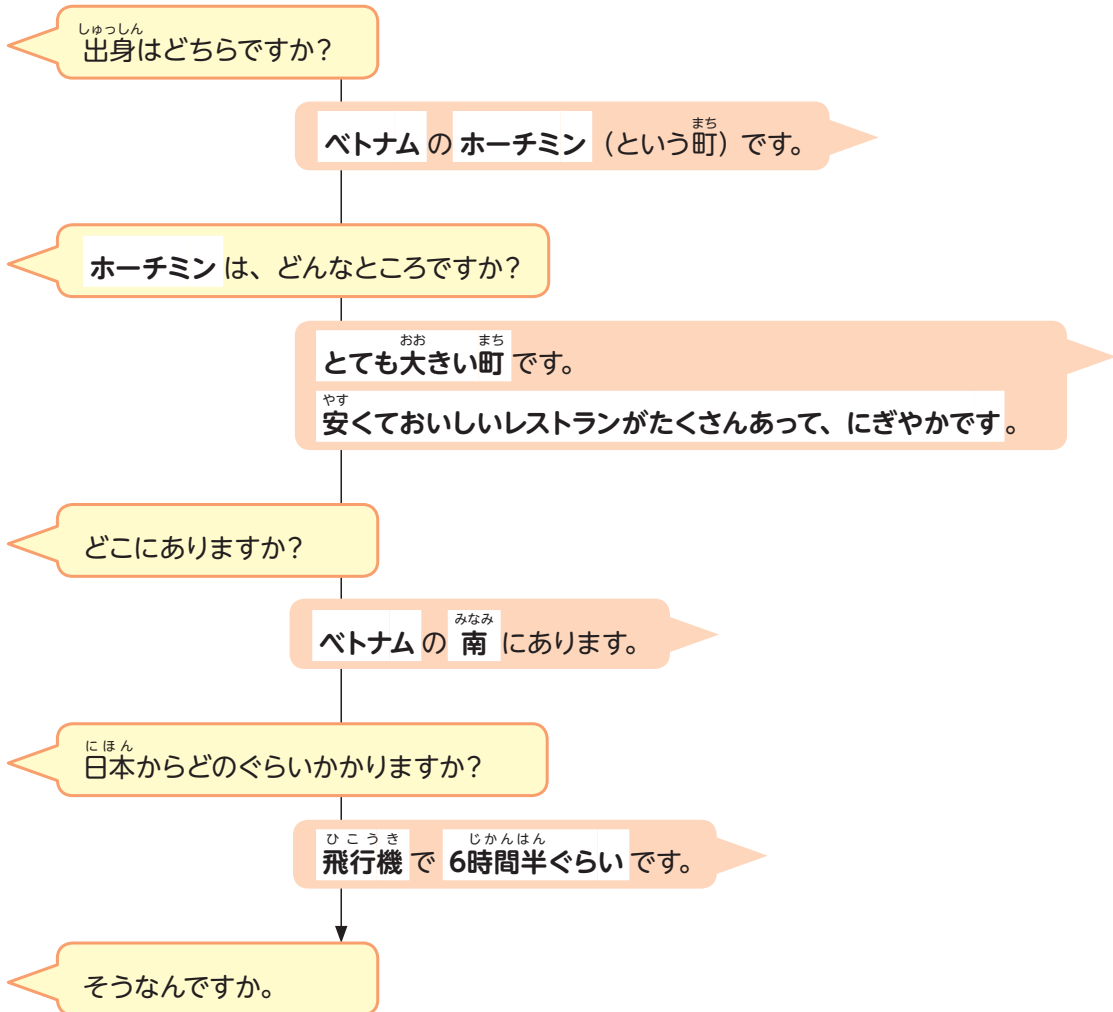 しゅっしん
出身はどちらですか？
まち
ベトナム の ホーチミン （という町）です。
ホーチミン は、どんなところですか？
おお まち
とても大きい町 です。
やす
安くておいしいレストランがたくさんあって、にぎやかです 。
どこにありますか？
みなみ
ベトナム の 南 にあります。
にほん
日本からどのぐらいかかりますか？
ひこうき じかんはん
飛行機 で 6時間半ぐらい です。
そうなんですか。